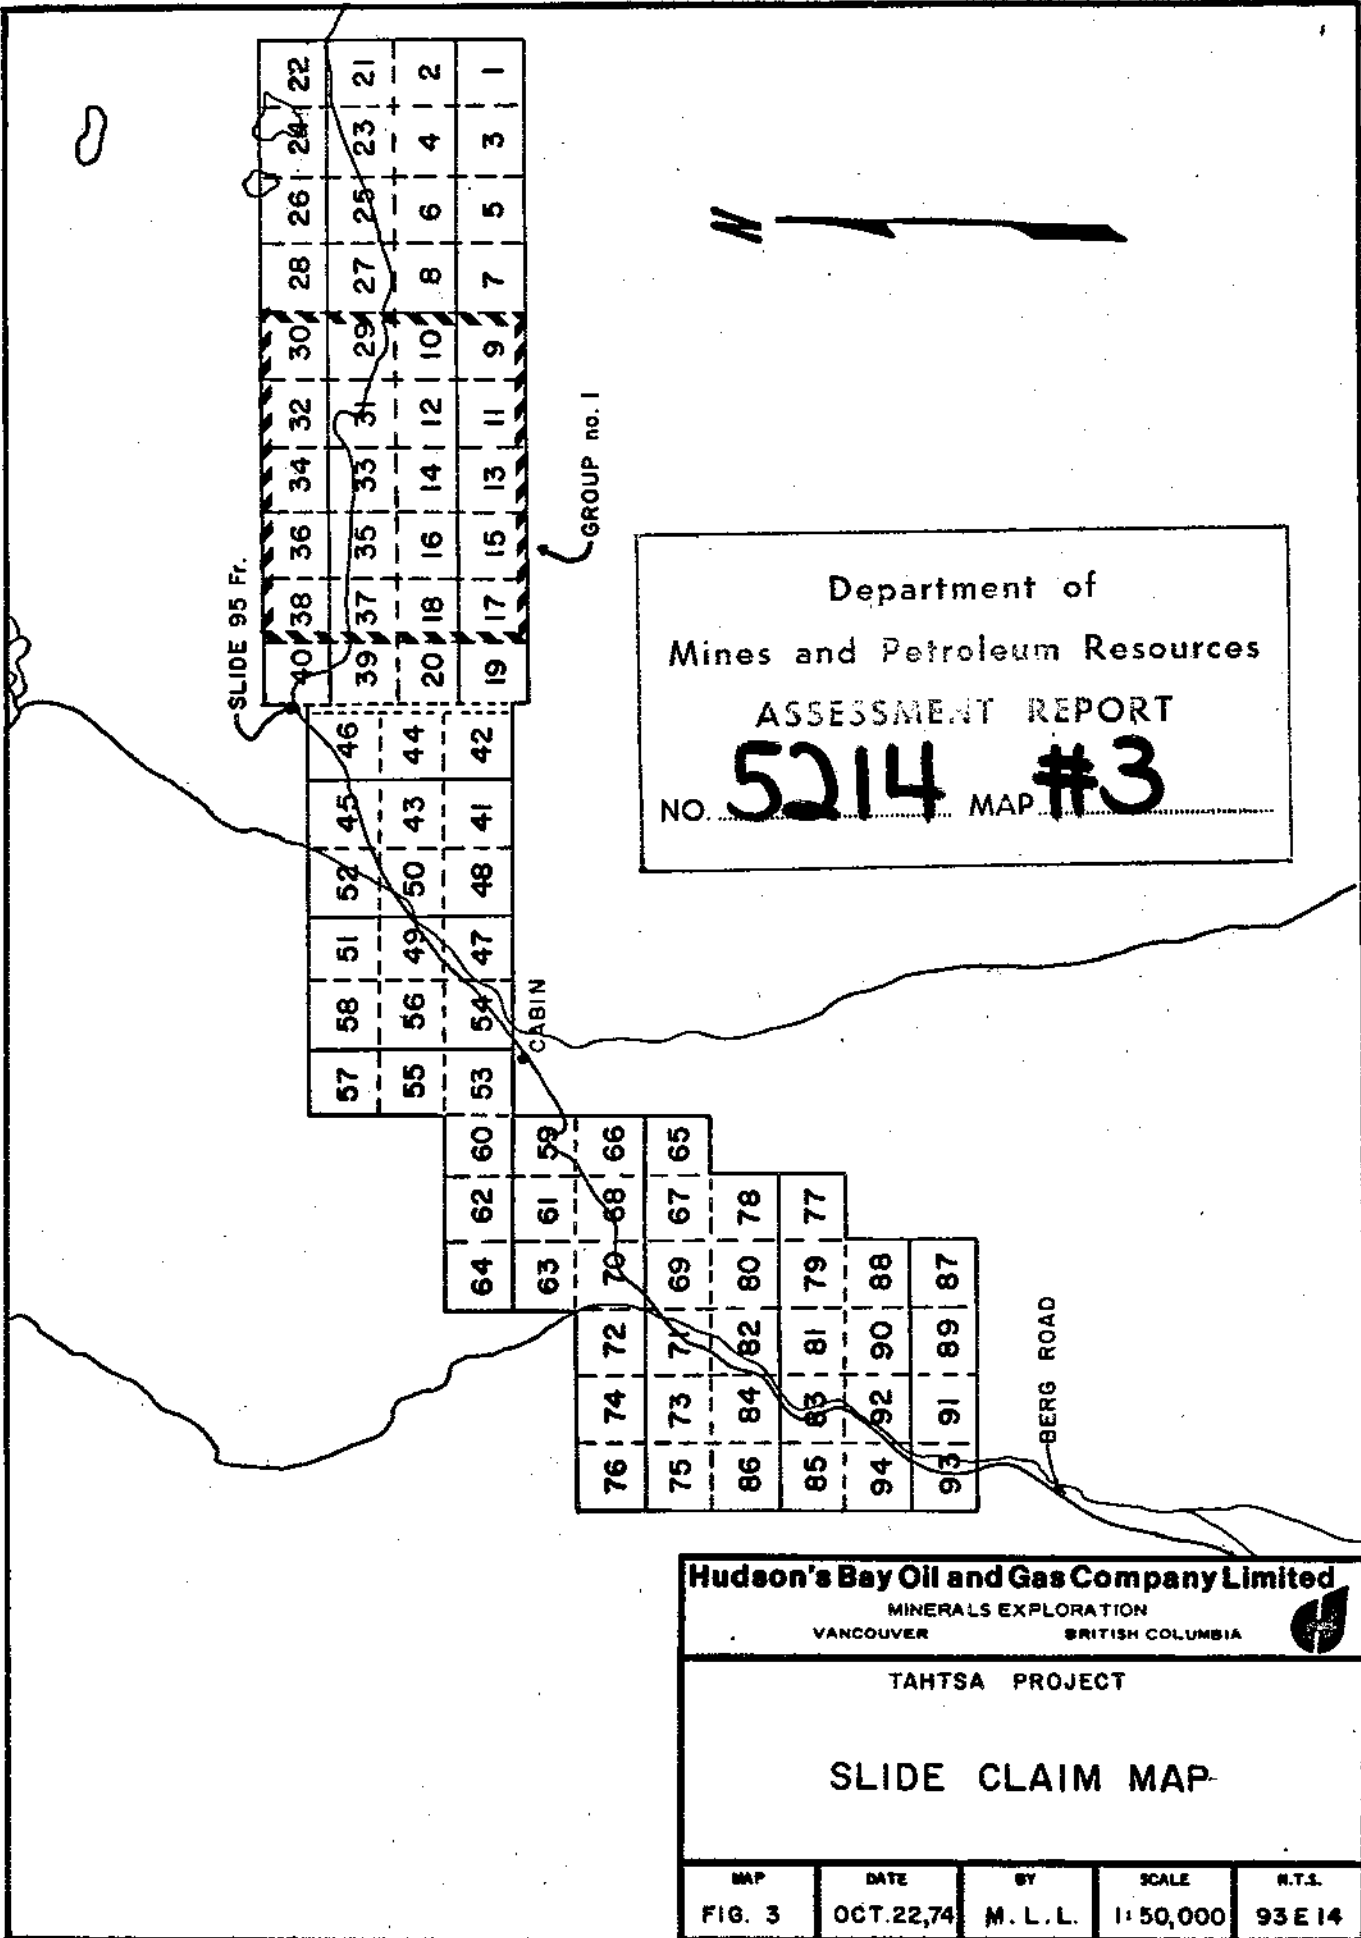 22 21 2 1
24 23 4 3
26 25 6 5
28 27 8 7
30 29 10 9
32 31 12 11
34 33 14 13
36 35 16 15
38 37 18 17
40 39 20 19
SLIDE 95 Fr.
GROUP no. 1
N
46 44 42
45 43 41
52 50 48
51 49 47
58 56 54
57 55 53
CABIN
60 59 66 65
62 61 68 67 78 77
64 63 70 69 80 79 88 87
72 71 82 81 90 89
74 73 84 83 92 91
76 75 86 85 94 93
BERG ROAD
Department of
Mines and Petroleum Resources
ASSESSMENT REPORT
NO. 5214 MAP #3
Hudson's Bay Oil and Gas Company Limited
MINERALS EXPLORATION
VANCOUVER BRITISH COLUMBIA
TAHTSA PROJECT
SLIDE CLAIM MAP
MAP DATE BY SCALE N.T.S.
FIG. 3 OCT.22,74 M.L.L. 1:50,000 93 E 14